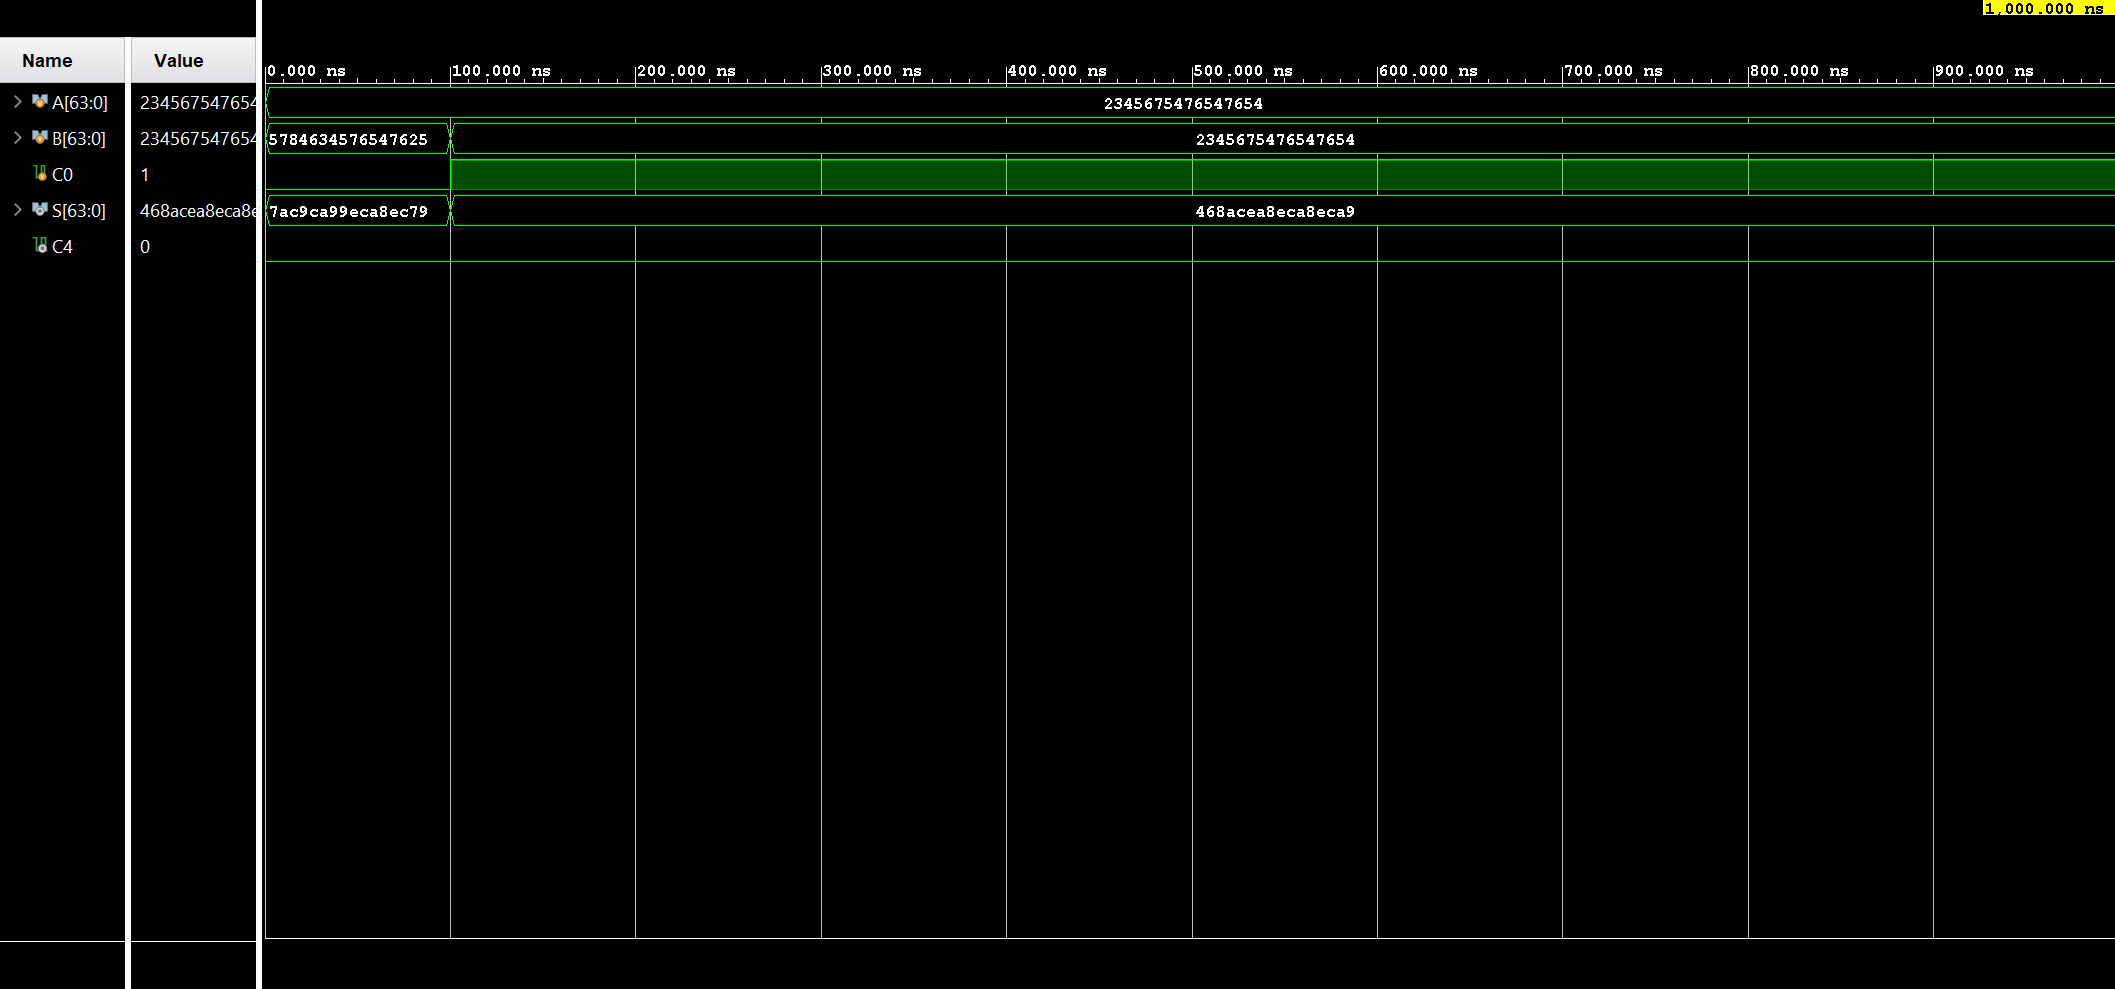 1,000.000 ns
Name Value
0.000 ns 100.000 ns 200.000 ns 300.000 ns 400.000 ns 500.000 ns 600.000 ns 700.000 ns 800.000 ns 900.000 ns
A[63:0] 234567547654 2345675476547654
B[63:0] 234567547654 5784634576547625 2345675476547654
C0 1
S[63:0] 468acea8eca8e 7ac9ca99eca8ec79 468acea8eca8eca9
C4 0